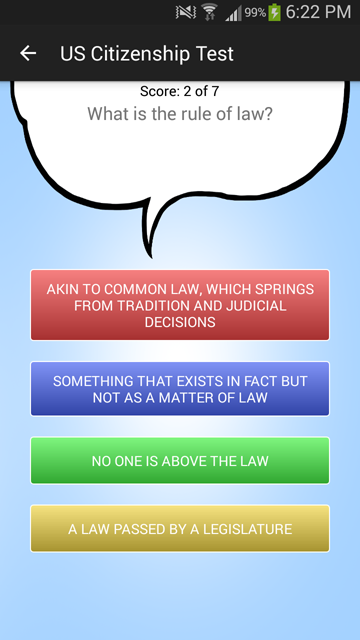 99% 6:22 PM
US Citizenship Test
Score: 2 of 7
What is the rule of law?
AKIN TO COMMON LAW, WHICH SPRINGS
FROM TRADITION AND JUDICIAL
DECISIONS
SOMETHING THAT EXISTS IN FACT BUT
NOT AS A MATTER OF LAW
NO ONE IS ABOVE THE LAW
A LAW PASSED BY A LEGISLATURE